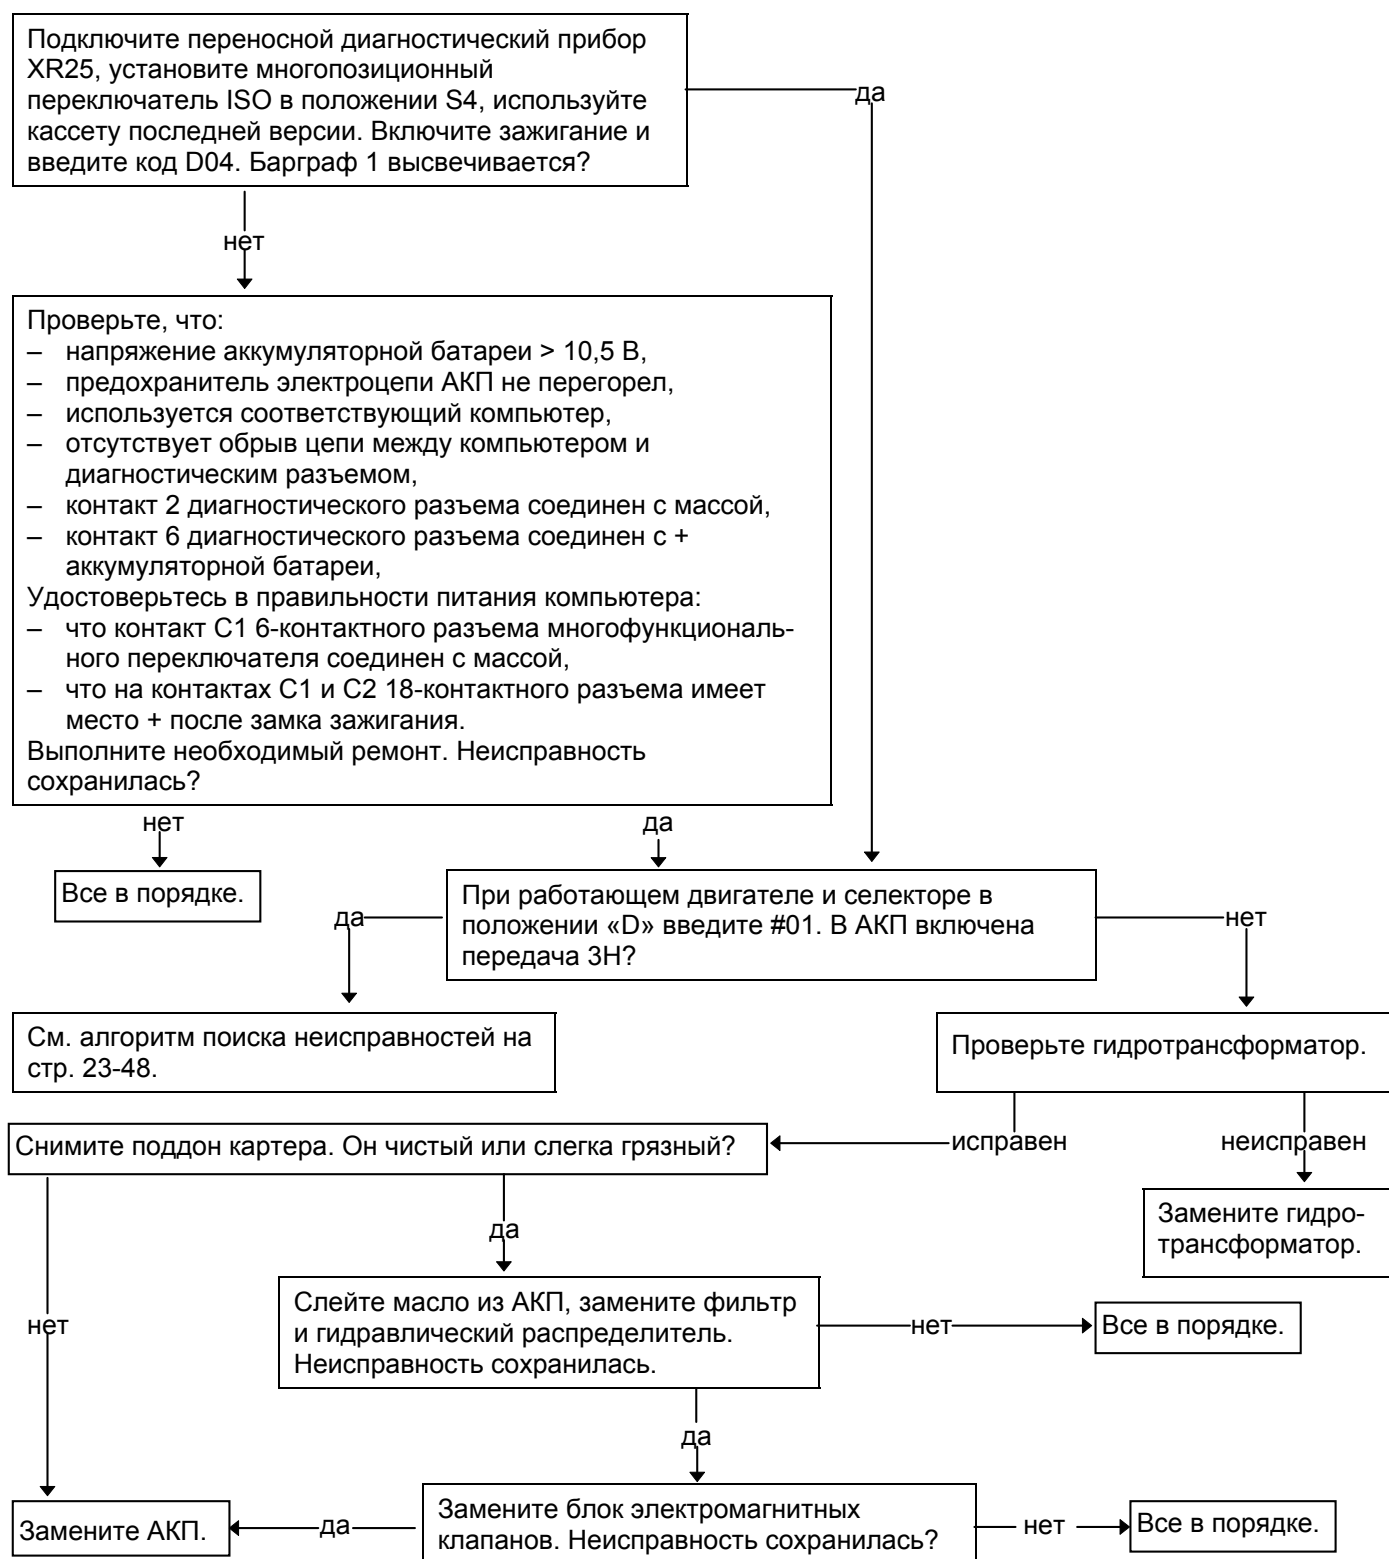 Подключите переносной диагностический прибор
XR25, установите многопозиционный
переключатель ISO в положении S4, используйте
кассету последней версии. Включите зажигание и
введите код D04. Барграф 1 высвечивается?
да
нет
Проверьте, что:
– напряжение аккумуляторной батареи > 10,5 В,
– предохранитель электроцепи АКП не перегорел,
– используется соответствующий компьютер,
– отсутствует обрыв цепи между компьютером и
диагностическим разъемом,
– контакт 2 диагностического разъема соединен с массой,
– контакт 6 диагностического разъема соединен с +
аккумуляторной батареи,
Удостоверьтесь в правильности питания компьютера:
– что контакт С1 6-контактного разъема многофункциональ-
ного переключателя соединен с массой,
– что на контактах С1 и С2 18-контактного разъема имеет
место + после замка зажигания.
Выполните необходимый ремонт. Неисправность
сохранилась?
нет
да
Все в порядке.
При работающем двигателе и селекторе в
положении «D» введите #01. В АКП включена
передача 3Н?
да
нет
См. алгоритм поиска неисправностей на
стр. 23-48.
Проверьте гидротрансформатор.
Снимите поддон картера. Он чистый или слегка грязный?
исправен
неисправен
Замените гидро-
трансформатор.
да
нет
Слейте масло из АКП, замените фильтр
и гидравлический распределитель.
Неисправность сохранилась.
нет
Все в порядке.
да
Замените АКП.
да
Замените блок электромагнитных
клапанов. Неисправность сохранилась?
нет
Все в порядке.